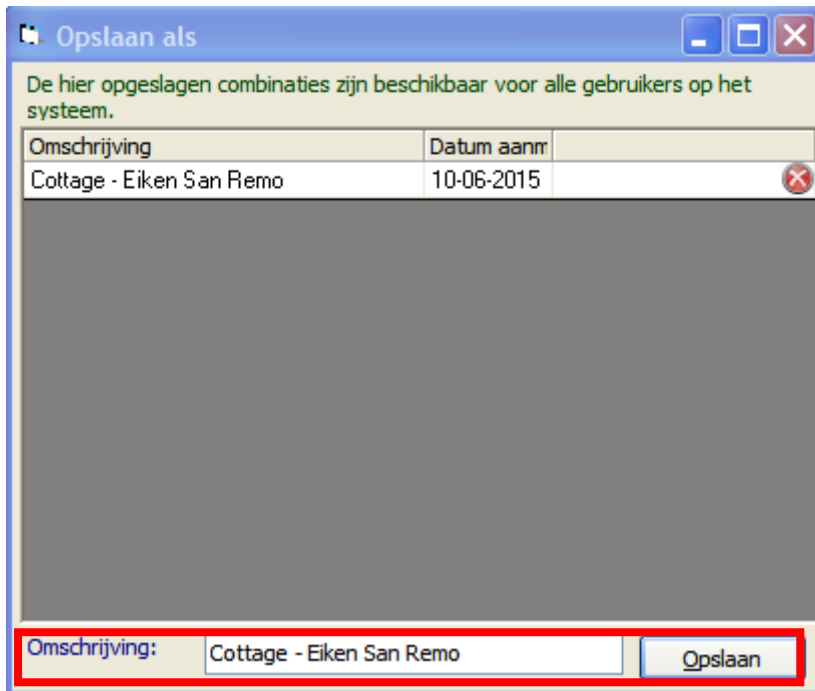 Opslaan als
De hier opgeslagen combinaties zijn beschikbaar voor alle gebruikers op het
systeem.
Omschrijving Datum aanm
Cottage - Eiken San Remo 10-06-2015
Omschrijving: Cottage - Eiken San Remo Opslaan